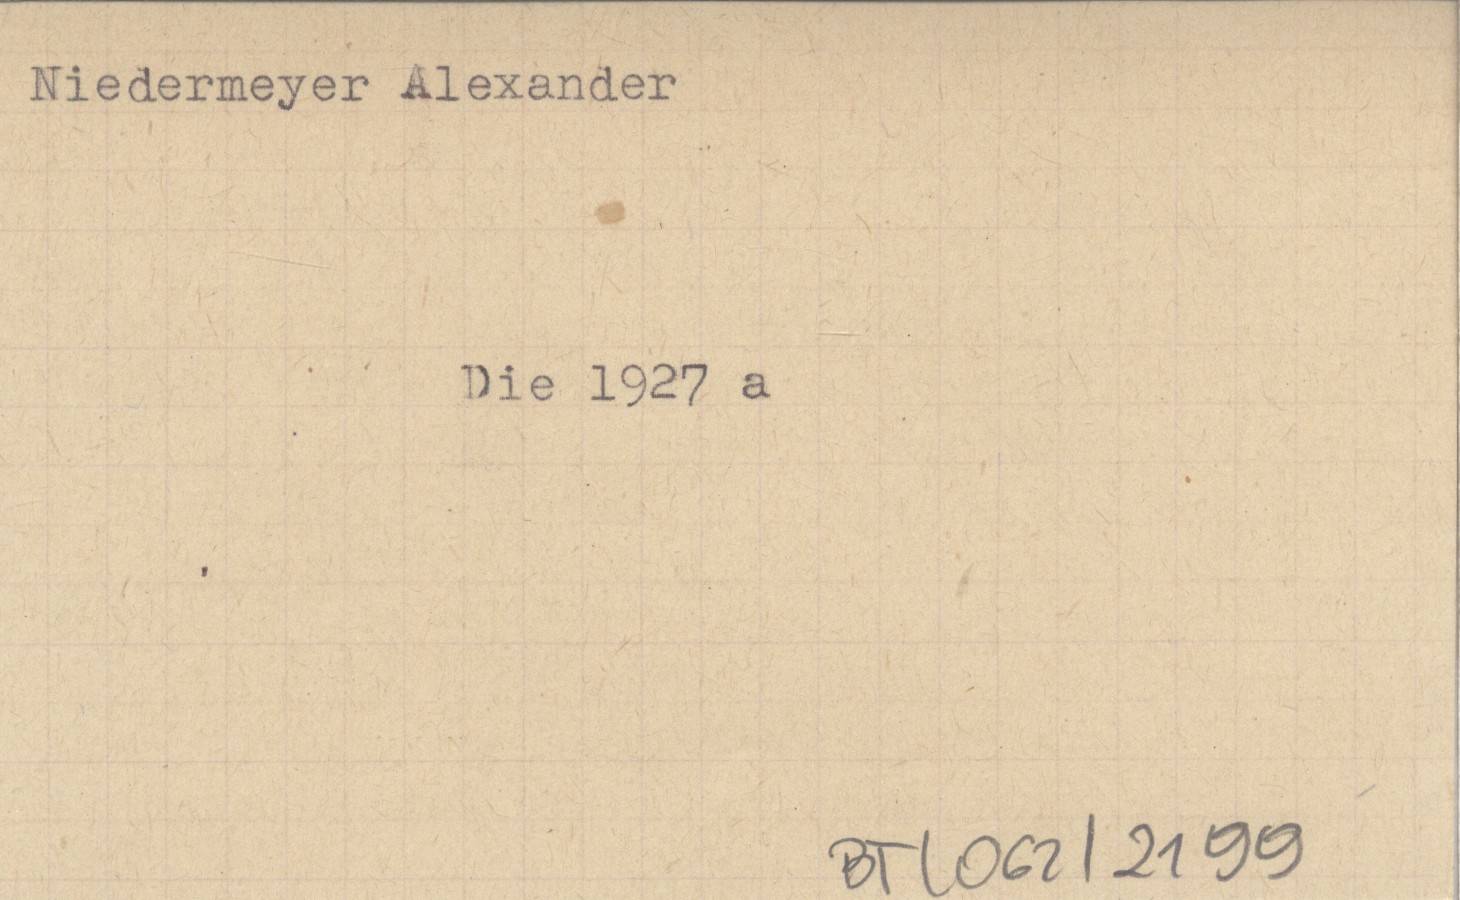 Niedermeyer Alexander
Die 1927 a
BT/062/2199